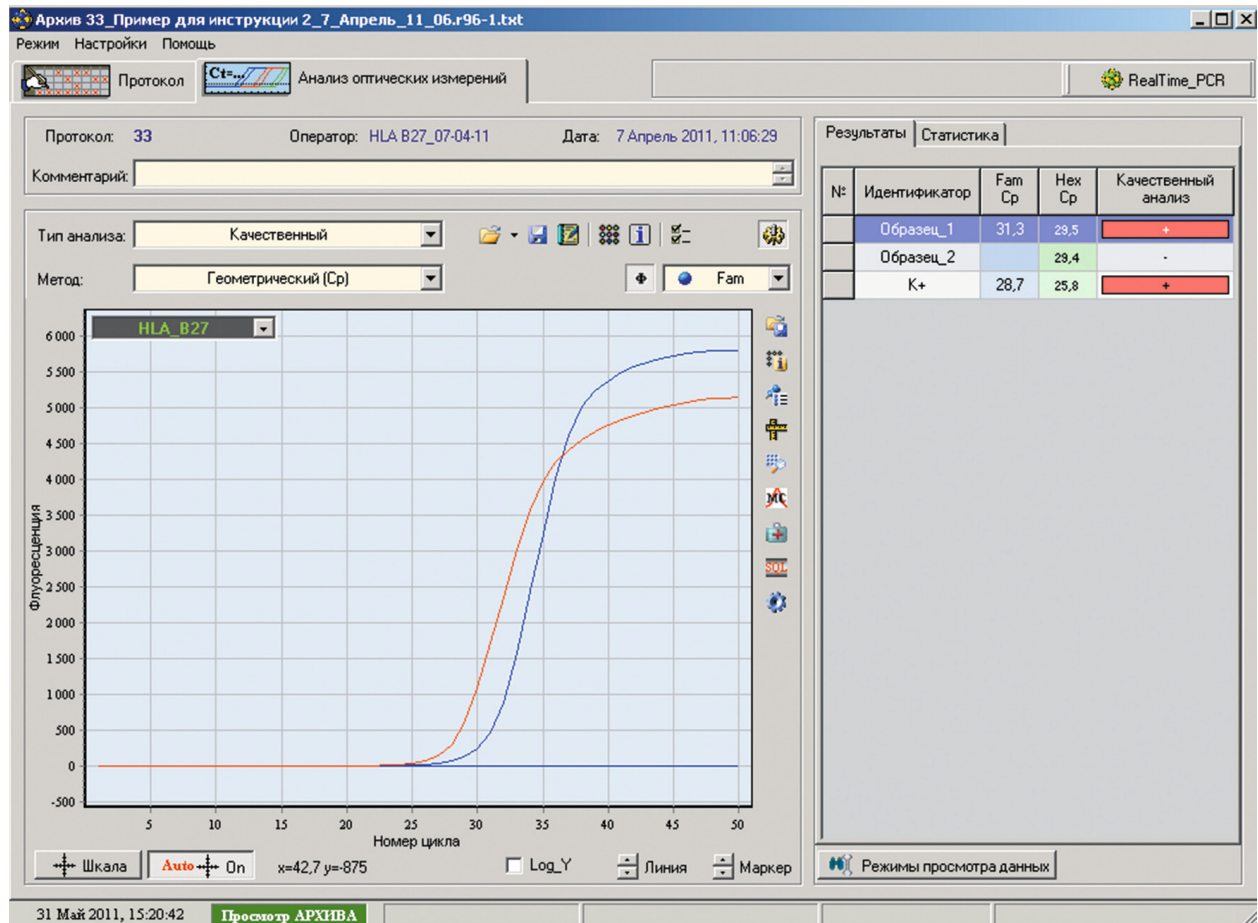 Архив 33_Пример для инструкции 2_7_Апрель_11_06.r96-1.txt
Режим Настройки Помощь
Протокол
Ct=...
Анализ оптических измерений
RealTime_PCR
Протокол: 33 Оператор: HLA B27_07-04-11 Дата: 7 Апрель 2011, 11:06:29
Комментарий:
Тип анализа: Качественный
Метод: Геометрический (Cp)
Ф Fam
HLA_B27
6 000
5 500
5 000
4 500
4 000
3 500
3 000
2 500
2 000
1 500
1 000
500
0
-500
Флуоресценция
5 10 15 20 25 30 35 40 45 50
Номер цикла
MC
SOL
Шкала Auto On x=42,7 y=-875 Log_Y Линия Маркер
Результаты Статистика
№ Идентификатор Fam Cp Hex Cp Качественный анализ
Образец_1 31,3 29,5 +
Образец_2 29,4 -
К+ 28,7 25,8 +
Режимы просмотра данных
31 Май 2011, 15:20:42 Просмотр АРХИВА